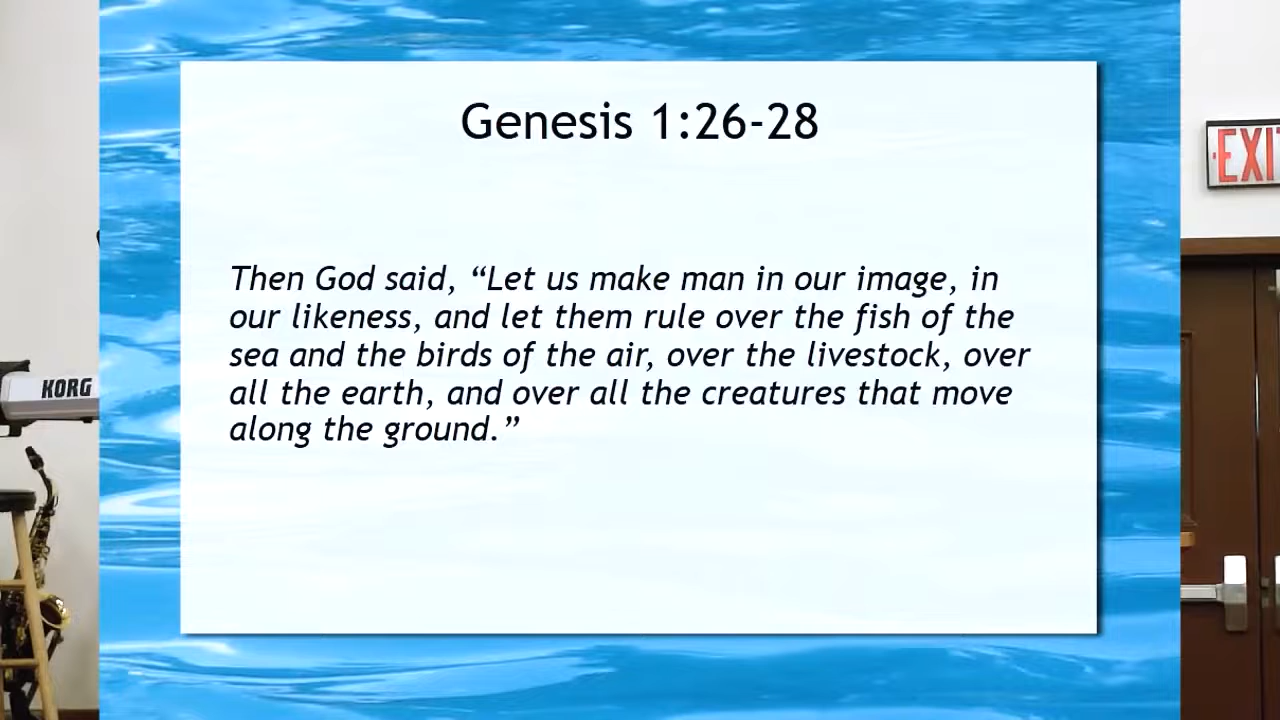 Genesis 1:26-28
Then God said, “Let us make man in our image, in
our likeness, and let them rule over the fish of the
sea and the birds of the air, over the livestock, over
all the earth, and over all the creatures that move
along the ground.”
KORG
EXI